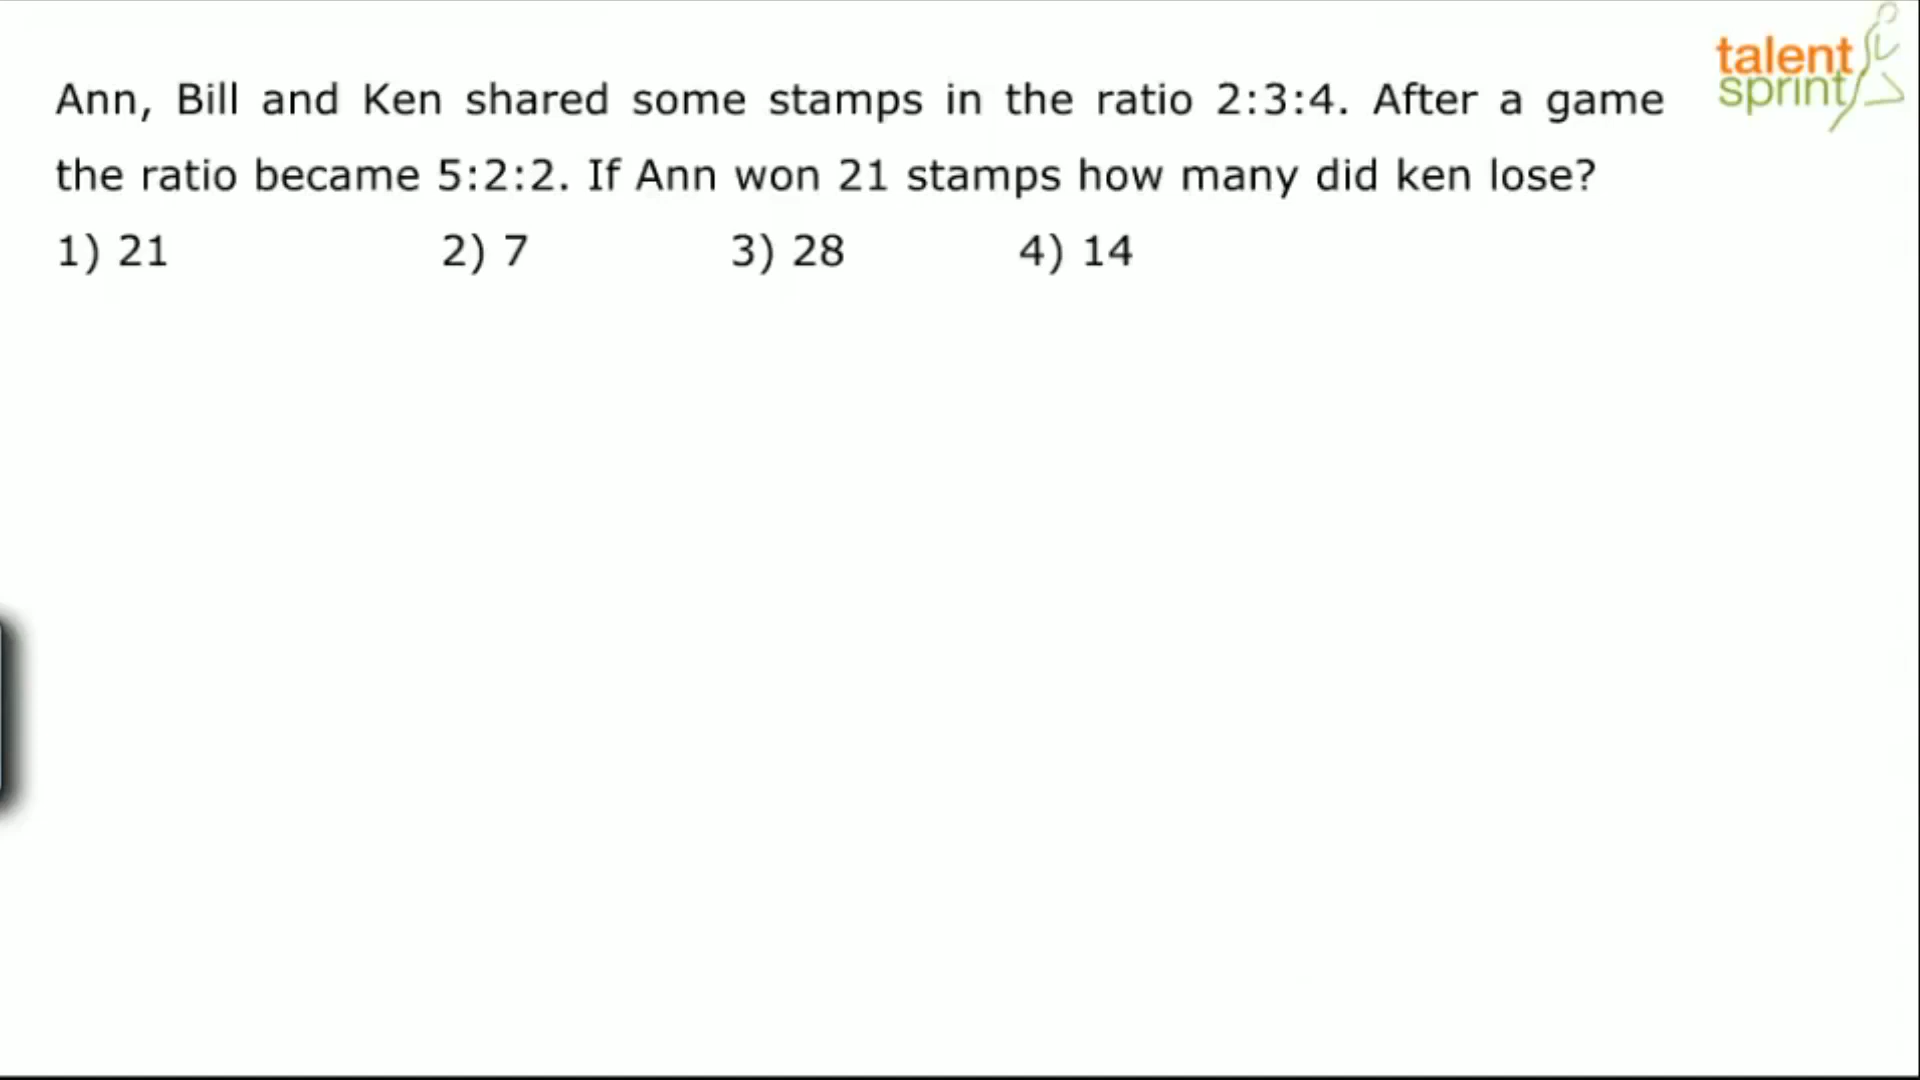 talent
sprint
Ann, Bill and Ken shared some stamps in the ratio 2:3:4. After a game
the ratio became 5:2:2. If Ann won 21 stamps how many did ken lose?
1) 21 2) 7 3) 28 4) 14